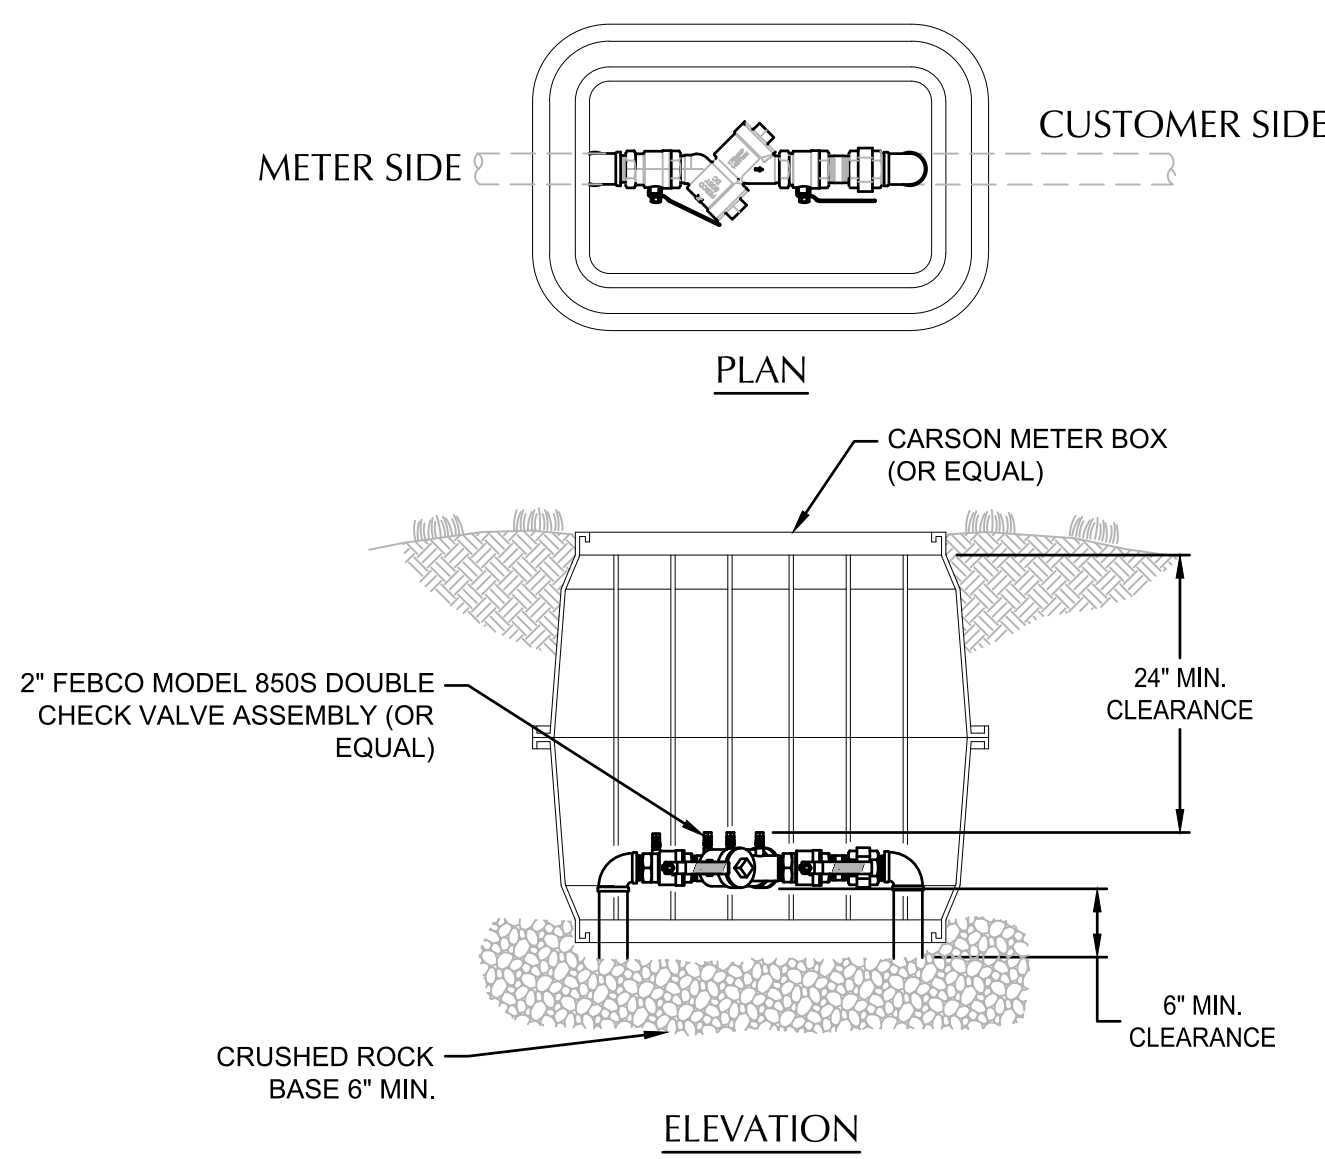 CUSTOMER SIDE
METER SIDE
PLAN
CARSON METER BOX
(OR EQUAL)
2" FEBCO MODEL 850S DOUBLE
CHECK VALVE ASSEMBLY (OR
EQUAL)
24" MIN.
CLEARANCE
6" MIN.
CLEARANCE
CRUSHED ROCK
BASE 6" MIN.
ELEVATION